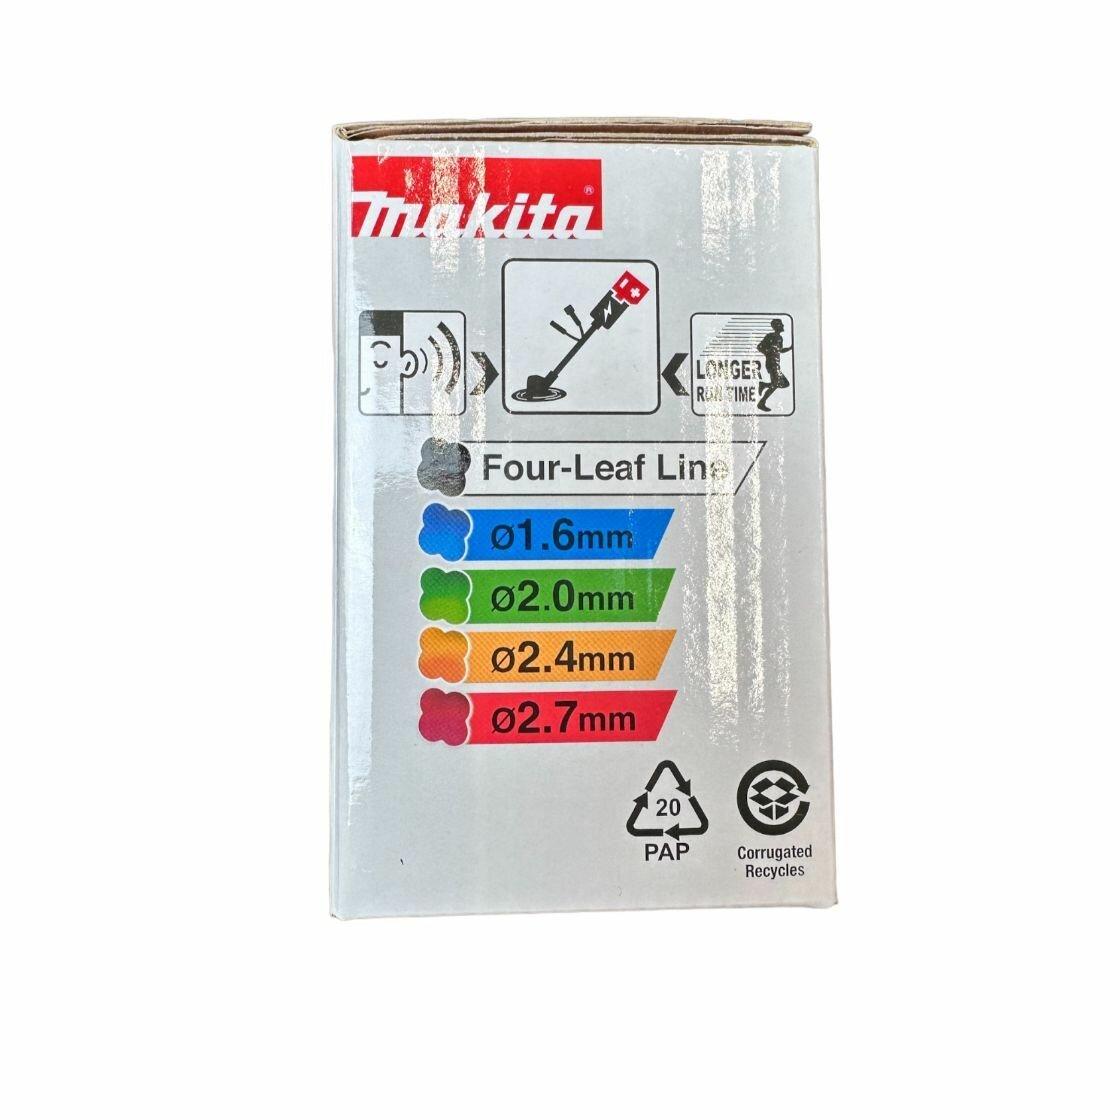 makita®
LONGER
RUN TIME
Four-Leaf Line
ø1.6mm
ø2.0mm
ø2.4mm
ø2.7mm
20
PAP
Corrugated
Recycles